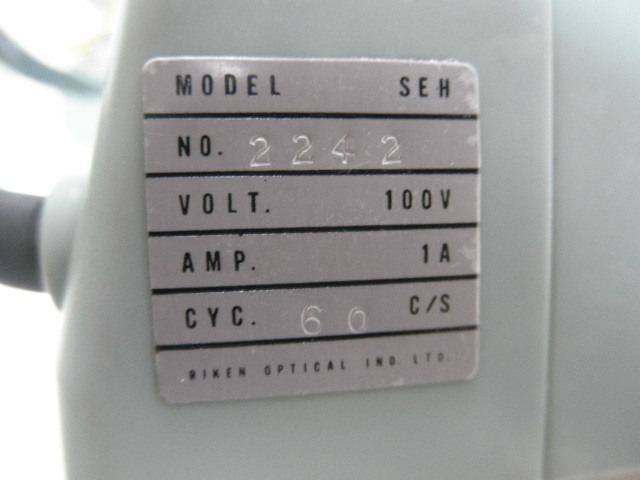 MODEL SEH
NO. 2242
VOLT. 100V
AMP. 1A
CYC. 60 C/S
RIKEN OPTICAL IND. LTD.